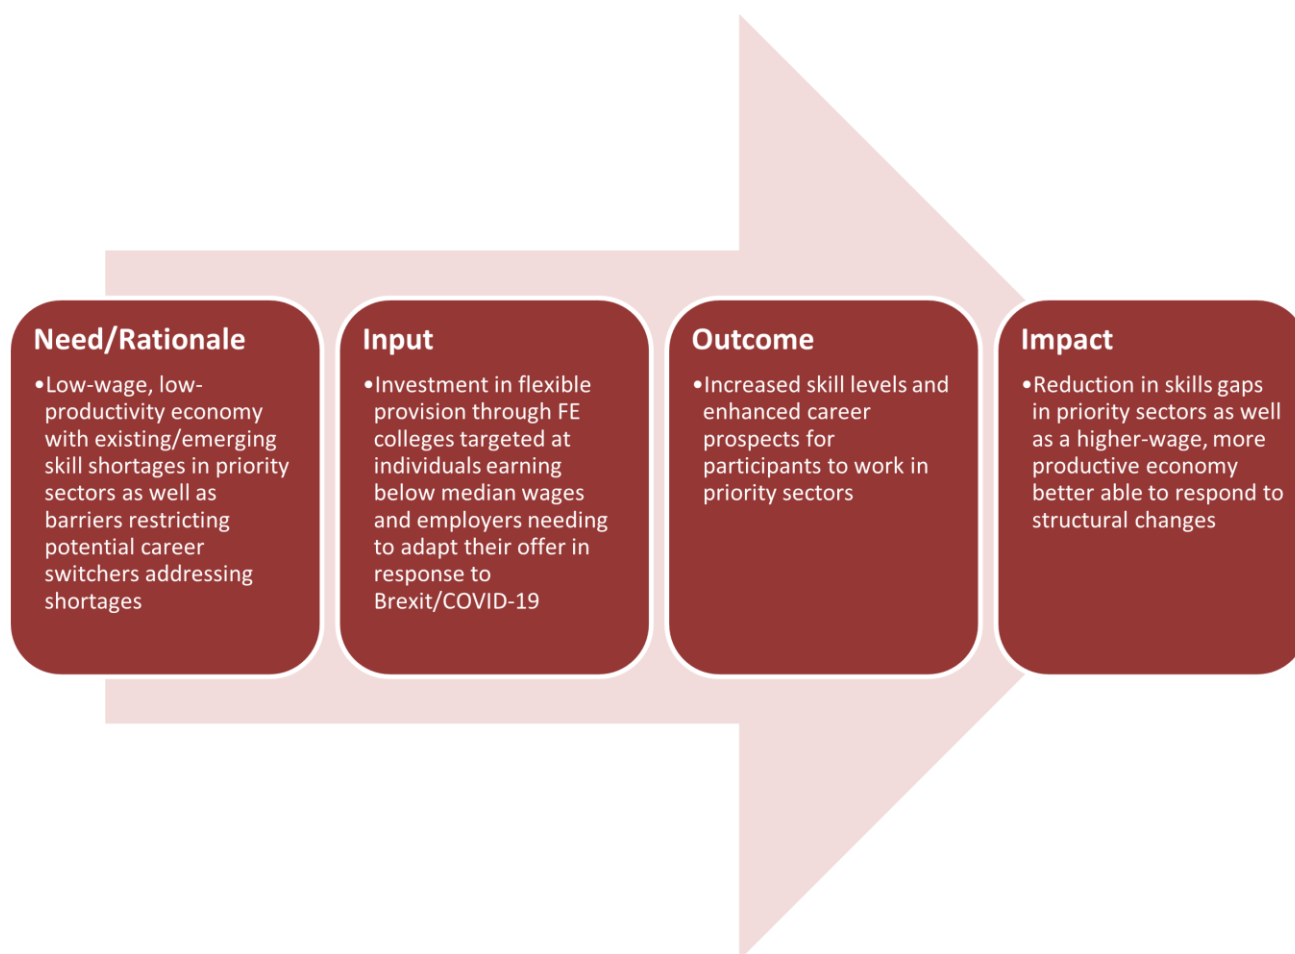 Need/Rationale
•Low-wage, low-
productivity economy
with existing/emerging
skill shortages in priority
sectors as well as
barriers restricting
potential career
switchers addressing
shortages
Input
•Investment in flexible
provision through FE
colleges targeted at
individuals earning
below median wages
and employers needing
to adapt their offer in
response to
Brexit/COVID-19
Outcome
•Increased skill levels and
enhanced career
prospects for
participants to work in
priority sectors
Impact
•Reduction in skills gaps
in priority sectors as well
as a higher-wage, more
productive economy
better able to respond to
structural changes